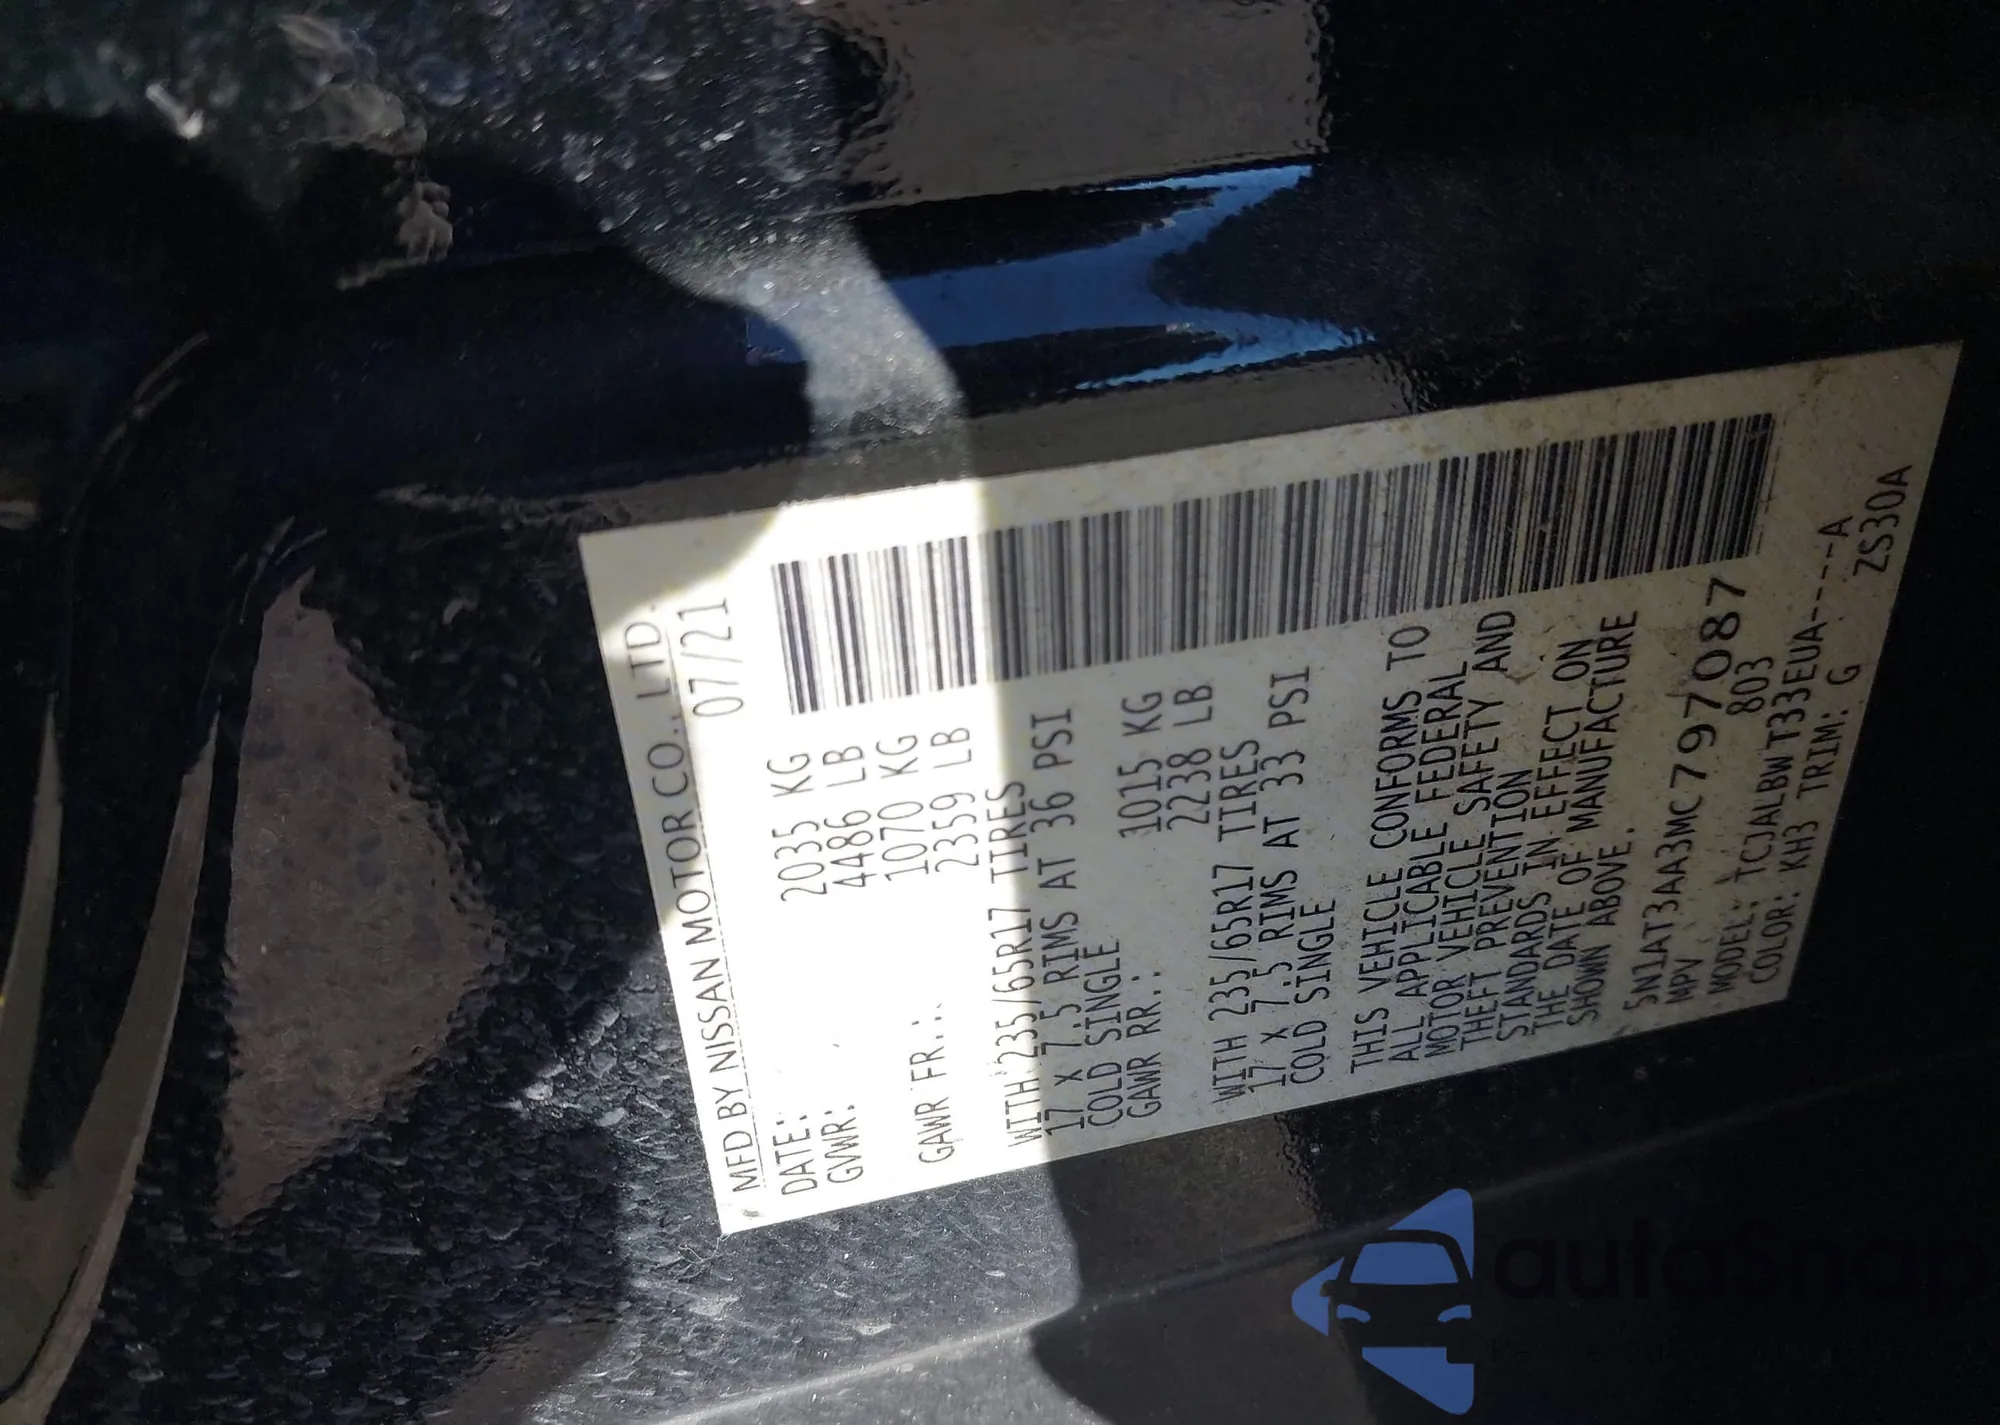 MFD BY NISSAN MOTOR CO., LTD.
DATE: 07/21
GVWR: 2035 KG
4486 LB
GAWR FR.: 1070 KG
2359 LB
WITH 235/65R17 TIRES
17 X 7.5 RIMS AT 36 PSI
COLD SINGLE
GAWR RR.: 1015 KG
2238 LB
WITH 235/65R17 TIRES
17 X 7.5 RIMS AT 33 PSI
COLD SINGLE
THIS VEHICLE CONFORMS TO
ALL APPLICABLE FEDERAL
MOTOR VEHICLE SAFETY AND
THEFT PREVENTION
STANDARDS IN EFFECT ON
THE DATE OF MANUFACTURE
SHOWN ABOVE.
5N1AT3AA3MC797087
MPV 803
MODEL: TCJALBWT33EUA-----A
COLOR: KH3 TRIM: G ZS30A
autosnap